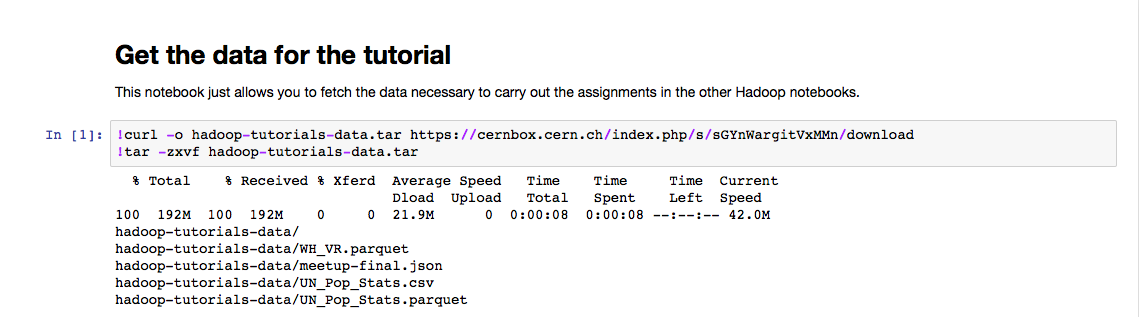 Get the data for the tutorial
This notebook just allows you to fetch the data necessary to carry out the assignments in the other Hadoop notebooks.
In [1]: !curl -o hadoop-tutorials-data.tar https://cernbox.cern.ch/index.php/s/sGYnWargitVxMMn/download
!tar -zxvf hadoop-tutorials-data.tar
% Total % Received % Xferd Average Speed Time Time Time Current
Dload Upload Total Spent Left Speed
100 192M 100 192M 0 0 21.9M 0 0:00:08 0:00:08 --:--:-- 42.0M
hadoop-tutorials-data/
hadoop-tutorials-data/WH_VR.parquet
hadoop-tutorials-data/meetup-final.json
hadoop-tutorials-data/UN_Pop_Stats.csv
hadoop-tutorials-data/UN_Pop_Stats.parquet